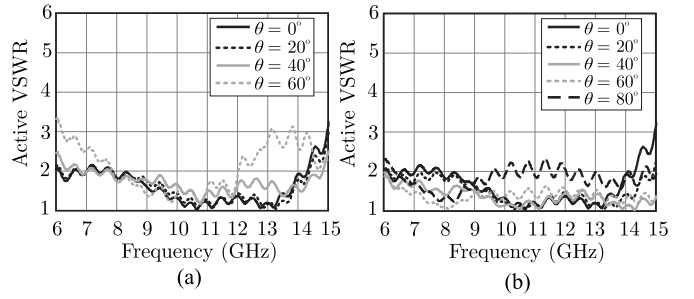 6
5
4
3
2
1
Active VSWR
θ = 0°
θ = 20°
θ = 40°
θ = 60°
6 7 8 9 10 11 12 13 14 15
Frequency (GHz)
(a)
6
5
4
3
2
1
Active VSWR
θ = 0°
θ = 20°
θ = 40°
θ = 60°
θ = 80°
6 7 8 9 10 11 12 13 14 15
Frequency (GHz)
(b)